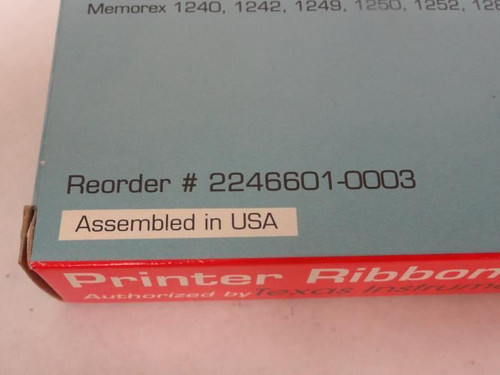 Memorex 1240, 1242, 1249, 1250, 1252,
Reorder # 2246601-0003
Assembled in USA
Printer Ribbon
Authorized by Texas